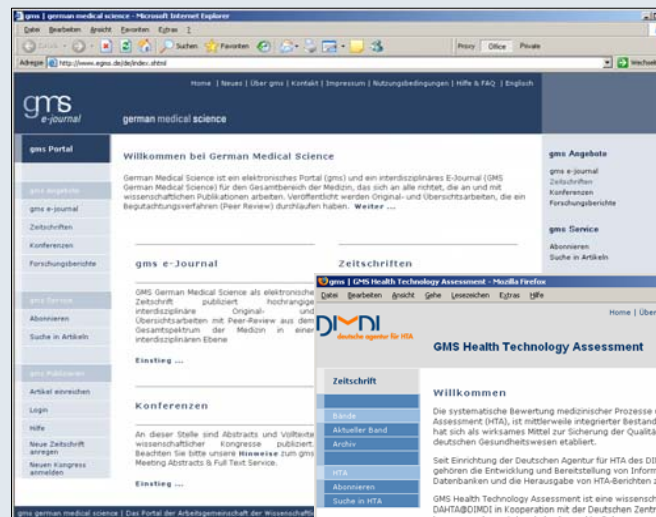 gms | german medical science - Microsoft Internet Explorer
Datei Bearbeiten Ansicht Favoriten Extras ?
Zurück Suchen Favoriten Proxy Office Private
Adresse http://www.egms.de/de/index.shtml Wechseln
Home | Neues | Über gms | Kontakt | Impressum | Nutzungsbedingungen | Hilfe & FAQ | Englisch
gms
e-journal
german medical science
gms Portal
gms Angebote
gms e-journal
Zeitschriften
Konferenzen
Forschungsberichte
gms Service
Abonnieren
Suche in Artikeln
gms Publizieren
Artikel einreichen
Login
Hilfe
Neue Zeitschrift
anregen
Neuen Kongress
anmelden
Willkommen bei German Medical Science
German Medical Science ist ein elektronisches Portal (gms) und ein interdisziplinäres E-Journal (GMS
German Medical Science) für den Gesamtbereich der Medizin, das sich an alle richtet, die an und mit
wissenschaftlichen Publikationen arbeiten. Veröffentlicht werden Original- und Übersichtsarbeiten, die ein
Begutachtungsverfahren (Peer Review) durchlaufen haben. Weiter ...
gms e-Journal
GMS German Medical Science als elektronische
Zeitschrift publiziert hochrangige
interdisziplinäre Original- und
Übersichtsarbeiten mit Peer-Review aus dem
Gesamtspektrum der Medizin in einer
interdisziplinären Ebene
Einstieg ...
Zeitschriften
Konferenzen
An dieser Stelle sind Abstracts und Volltexte
wissenschaftlicher Kongresse publiziert.
Beachten Sie bitte unsere Hinweise zum gms
Meeting Abstracts & Full Text Service.
Einstieg ...
gms Angebote
gms e-journal
Zeitschriften
Konferenzen
Forschungsberichte
gms Service
Abonnieren
Suche in Artikeln
gms german medical science | Das Portal der Arbeitsgemeinschaft der Wissenschaftli
gms | GMS Health Technology Assessment - Mozilla Firefox
Datei Bearbeiten Ansicht Gehe Lesezeichen Extras Hilfe
Home | Über
DIMDI
deutsche agentur für HTA
GMS Health Technology Assessment
Zeitschrift
Bände
Aktueller Band
Archiv
HTA
Abonnieren
Suche in HTA
Willkommen
Die systematische Bewertung medizinischer Prozesse u
Assessment (HTA), ist mittlerweile integrierter Bestand
hat sich als wirksames Mittel zur Sicherung der Qualitä
deutschen Gesundheitswesen etabliert.
Seit Einrichtung der Deutschen Agentur für HTA des DI
gehören die Entwicklung und Bereitstellung von Inform
Datenbanken und die Herausgabe von HTA-Berichten z
GMS Health Technology Assessment ist eine wissensch
DAHTA@DIMDI in Kooperation mit der Deutschen Zentr